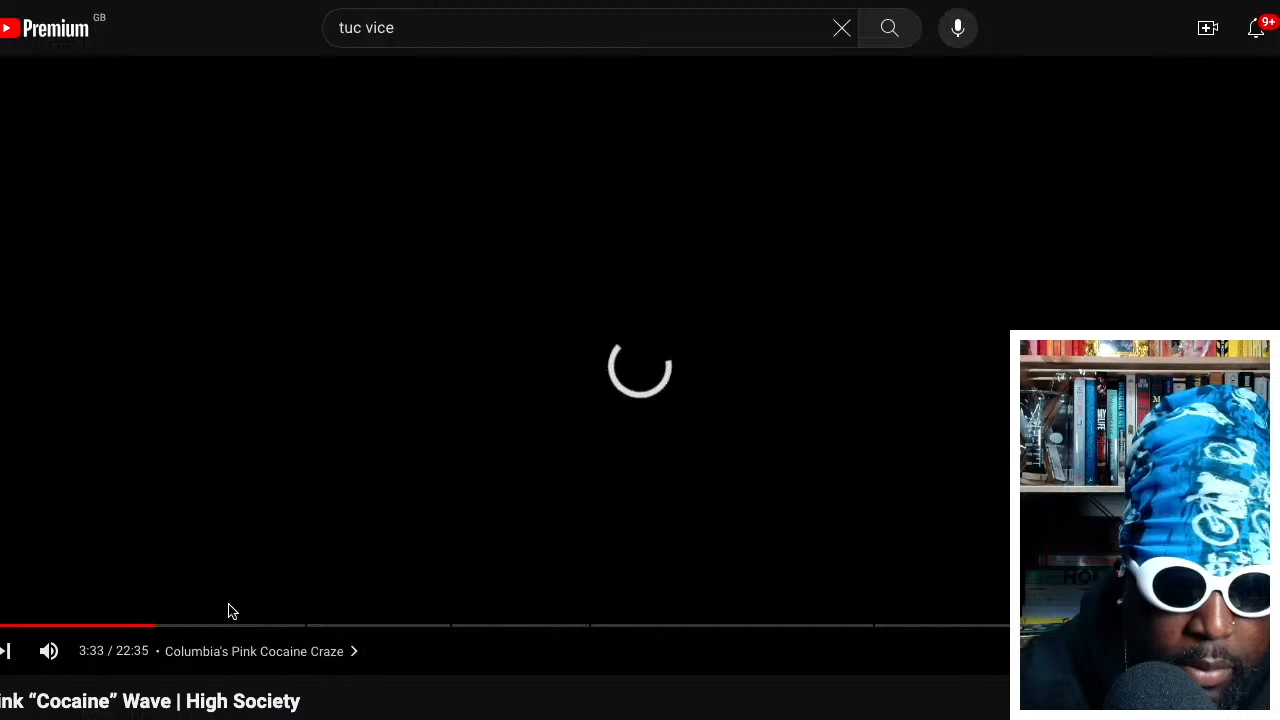 Premium GB
tuc vice
9+
3:33 / 22:35 • Columbia's Pink Cocaine Craze
ink “Cocaine” Wave | High Society